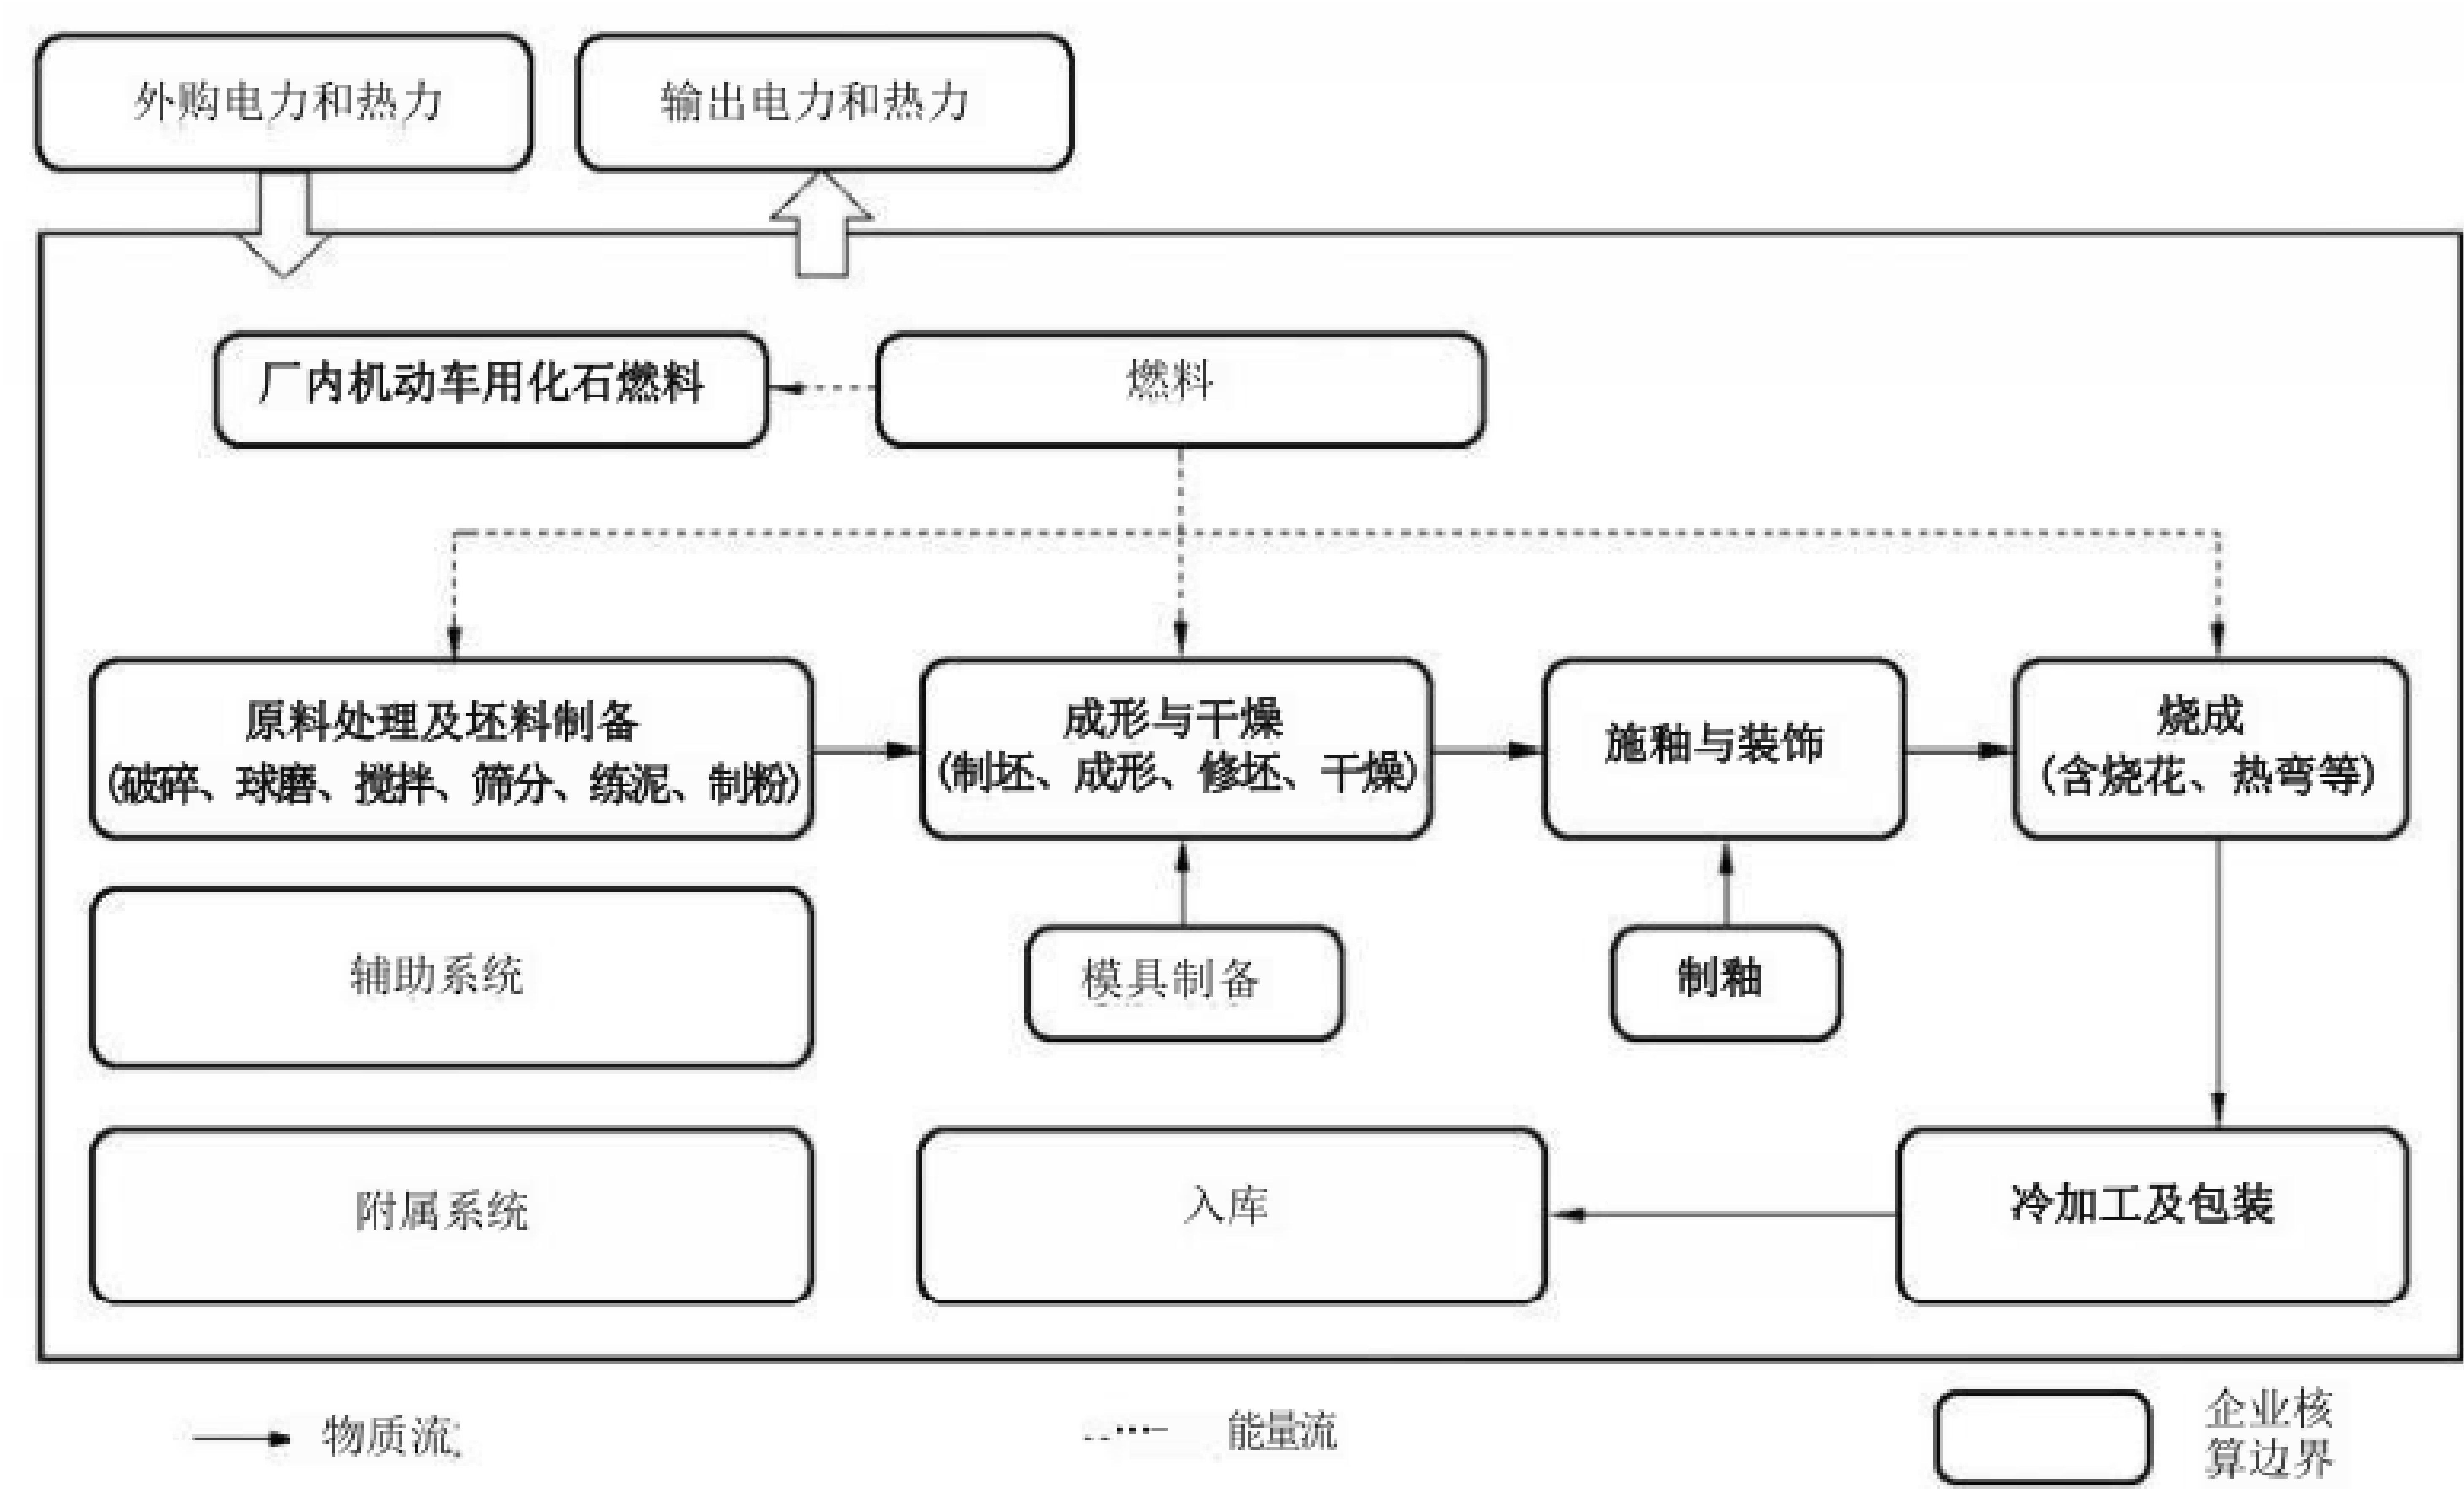 外购电力和热力
输出电力和热力
厂内机动车用化石燃料
燃料
原料处理及坯料制备
(破碎、球磨、搅拌、筛分、练泥、制粉)
成形与干燥
(制坯、成形、修坯、干燥)
施釉与装饰
烧成
(含烧花、热弯等)
辅助系统
模具制备
制釉
附属系统
入库
冷加工及包装
物质流;
能量流
企业核
算边界